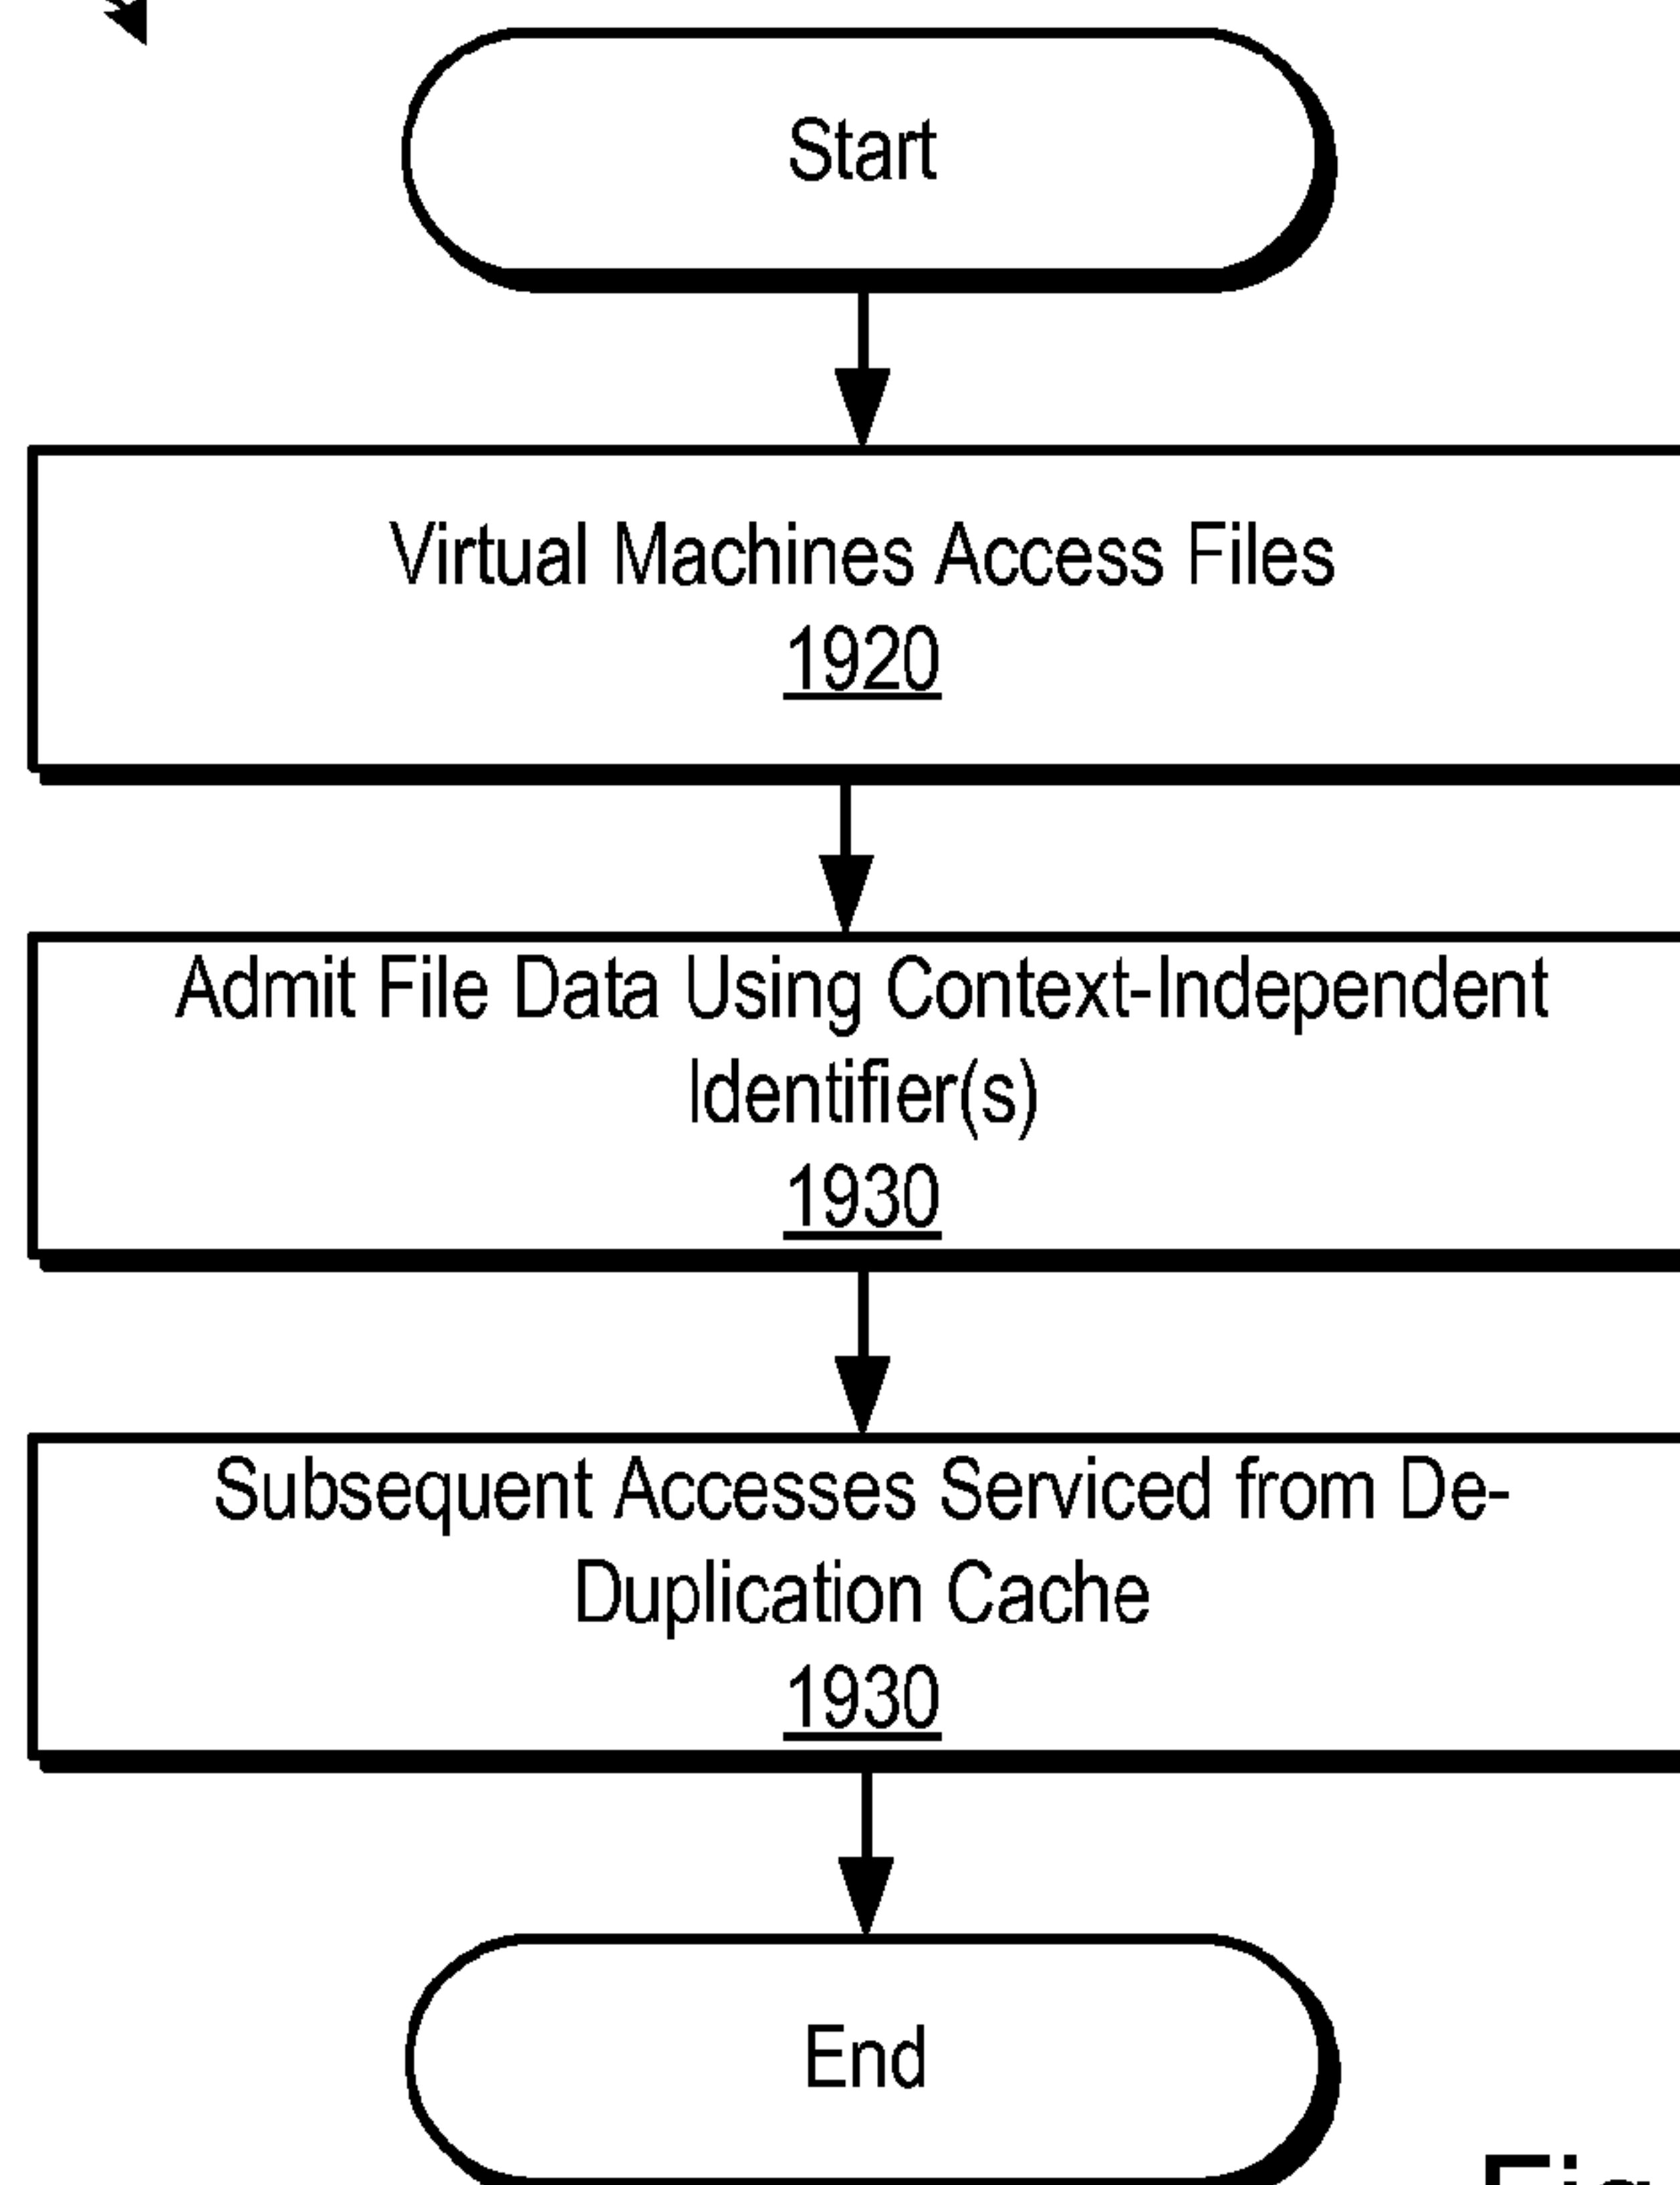 Start
Virtual Machines Access Files
1920
Admit File Data Using Context-Independent
Identifier(s)
1930
Subsequent Accesses Serviced from De-
Duplication Cache
1930
End